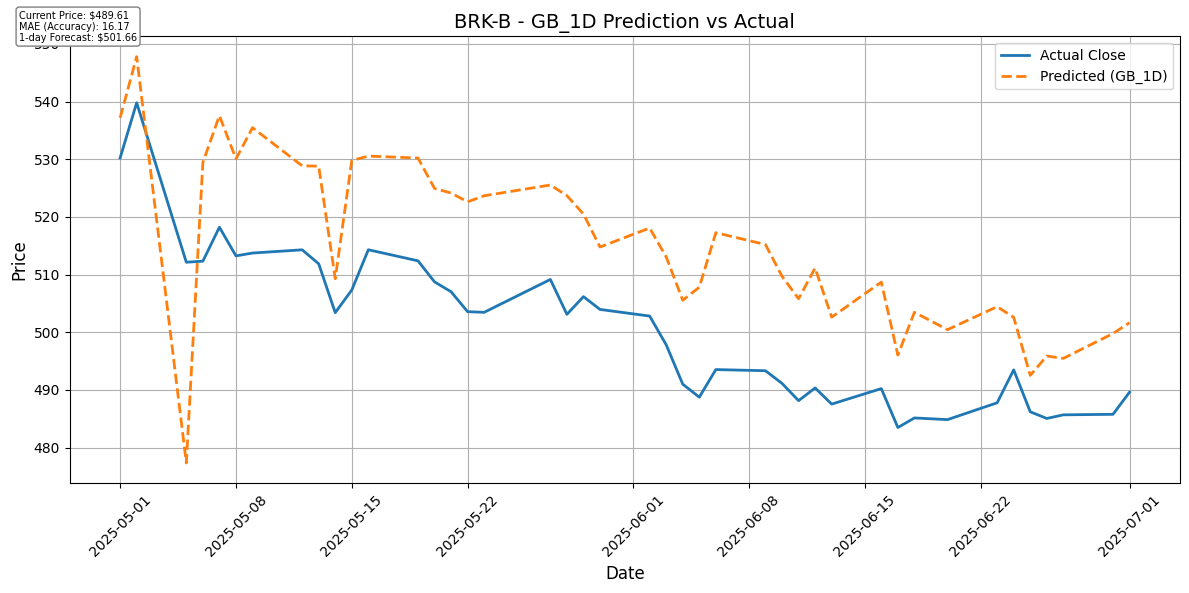 Current Price: $489.61
MAE (Accuracy): 16.17
1-day Forecast: $501.66
BRK-B - GB_1D Prediction vs Actual
Actual Close
Predicted (GB_1D)
Price
540
530
520
510
500
490
480
2025-05-01
2025-05-08
2025-05-15
2025-05-22
2025-06-01
2025-06-08
2025-06-15
2025-06-22
2025-07-01
Date